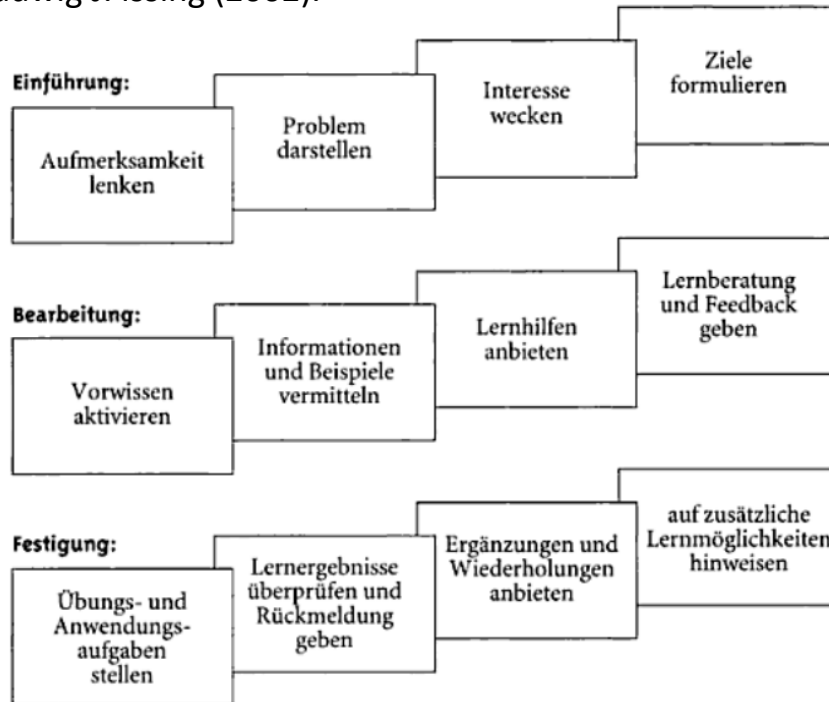 Einführung:
Aufmerksamkeit
lenken
Problem
darstellen
Interesse
wecken
Ziele
formulieren
Bearbeitung:
Vorwissen
aktivieren
Informationen
und Beispiele
vermitteln
Lernhilfen
anbieten
Lernberatung
und Feedback
geben
Festigung:
Übungs- und
Anwendungs-
aufgaben
stellen
Lernergebnisse
überprüfen und
Rückmeldung
geben
Ergänzungen und
Wiederholungen
anbieten
auf zusätzliche
Lernmöglichkeiten
hinweisen